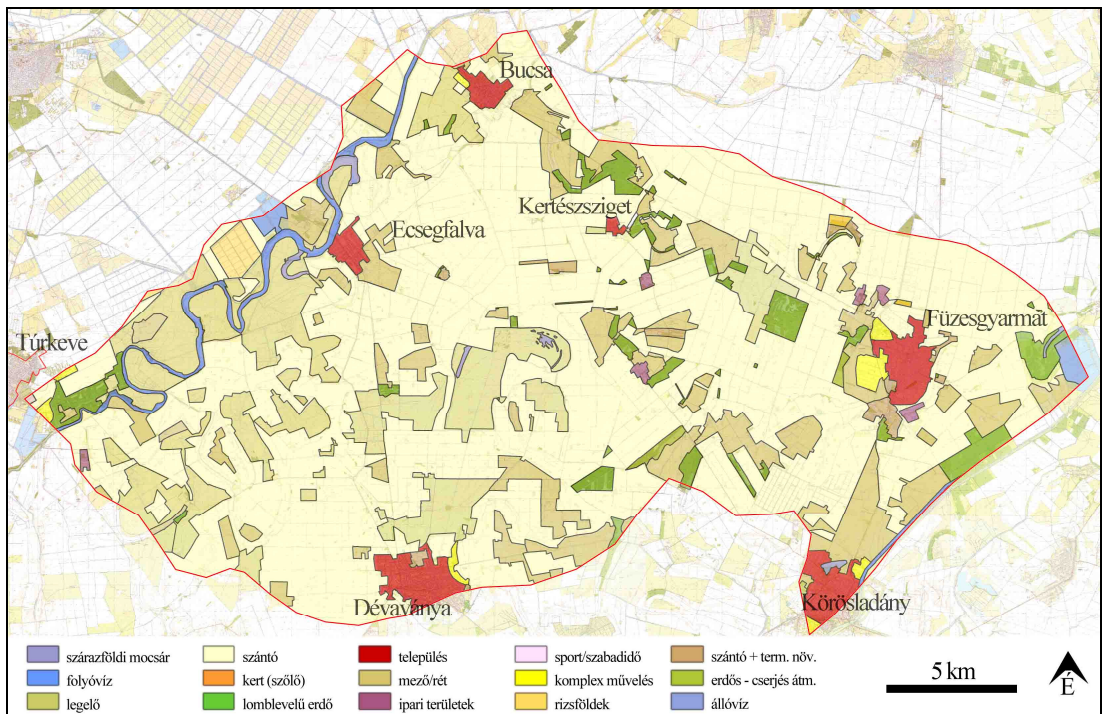 Bucsa
Kertészsziget
Ecsegfalva
Füzesgyarmat
Túrkeve
Dévaványa
Körösladány
szárazföldi mocsár
szántó
település
sport/szabadidő
szántó + term. növ.
folyóvíz
kert (szőlő)
mező/rét
komplex művelés
erdős - cserjés átm.
legelő
lomblevelű erdő
ipari területek
rizsföldek
állóvíz
5 km
É